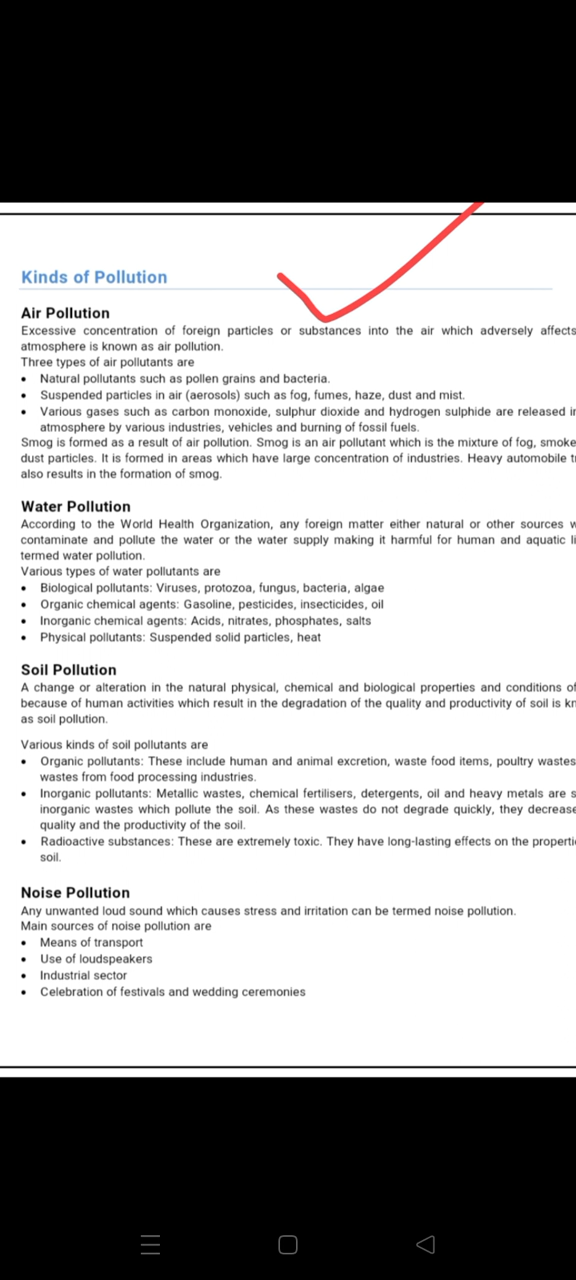 Kinds of Pollution
Air Pollution
Excessive concentration of foreign particles or substances into the air which adversely affects
atmosphere is known as air pollution.
Three types of air pollutants are
• Natural pollutants such as pollen grains and bacteria.
• Suspended particles in air (aerosols) such as fog, fumes, haze, dust and mist.
• Various gases such as carbon monoxide, sulphur dioxide and hydrogen sulphide are released
atmosphere by various industries, vehicles and burning of fossil fuels.
Smog is formed as a result of air pollution. Smog is an air pollutant which is the mixture of fog, smoke
dust particles. It is formed in areas which have large concentration of industries. Heavy automobile
also results in the formation of smog.
Water Pollution
According to the World Health Organization, any foreign matter either natural or other sources
contaminate and pollute the water or the water supply making it harmful for human and aquatic
termed water pollution.
Various types of water pollutants are
• Biological pollutants: Viruses, protozoa, fungus, bacteria, algae
• Organic chemical agents: Gasoline, pesticides, insecticides, oil
• Inorganic chemical agents: Acids, nitrates, phosphates, salts
• Physical pollutants: Suspended solid particles, heat
Soil Pollution
A change or alteration in the natural physical, chemical and biological properties and conditions of
because of human activities which result in the degradation of the quality and productivity of soil is
as soil pollution.
Various kinds of soil pollutants are
• Organic pollutants: These include human and animal excretion, waste food items, poultry wastes
wastes from food processing industries.
• Inorganic pollutants: Metallic wastes, chemical fertilisers, detergents, oil and heavy metals are
inorganic wastes which pollute the soil. As these wastes do not degrade quickly, they decrease
quality and the productivity of the soil.
• Radioactive substances: These are extremely toxic. They have long-lasting effects on the
soil.
Noise Pollution
Any unwanted loud sound which causes stress and irritation can be termed noise pollution.
Main sources of noise pollution are
• Means of transport
• Use of loudspeakers
• Industrial sector
• Celebration of festivals and wedding ceremonies